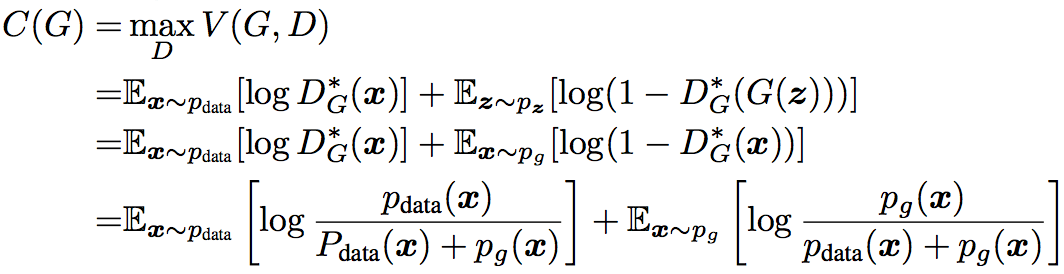 C(G) = max_D V(G, D)
=𝔼_{x∼p_data}[log D*_G(x)] + 𝔼_{z∼p_z}[log(1 − D*_G(G(z)))]
=𝔼_{x∼p_data}[log D*_G(x)] + 𝔼_{x∼p_g}[log(1 − D*_G(x))]
=𝔼_{x∼p_data} [log p_data(x) / (P_data(x) + p_g(x))] + 𝔼_{x∼p_g} [log p_g(x) / (p_data(x) + p_g(x))]